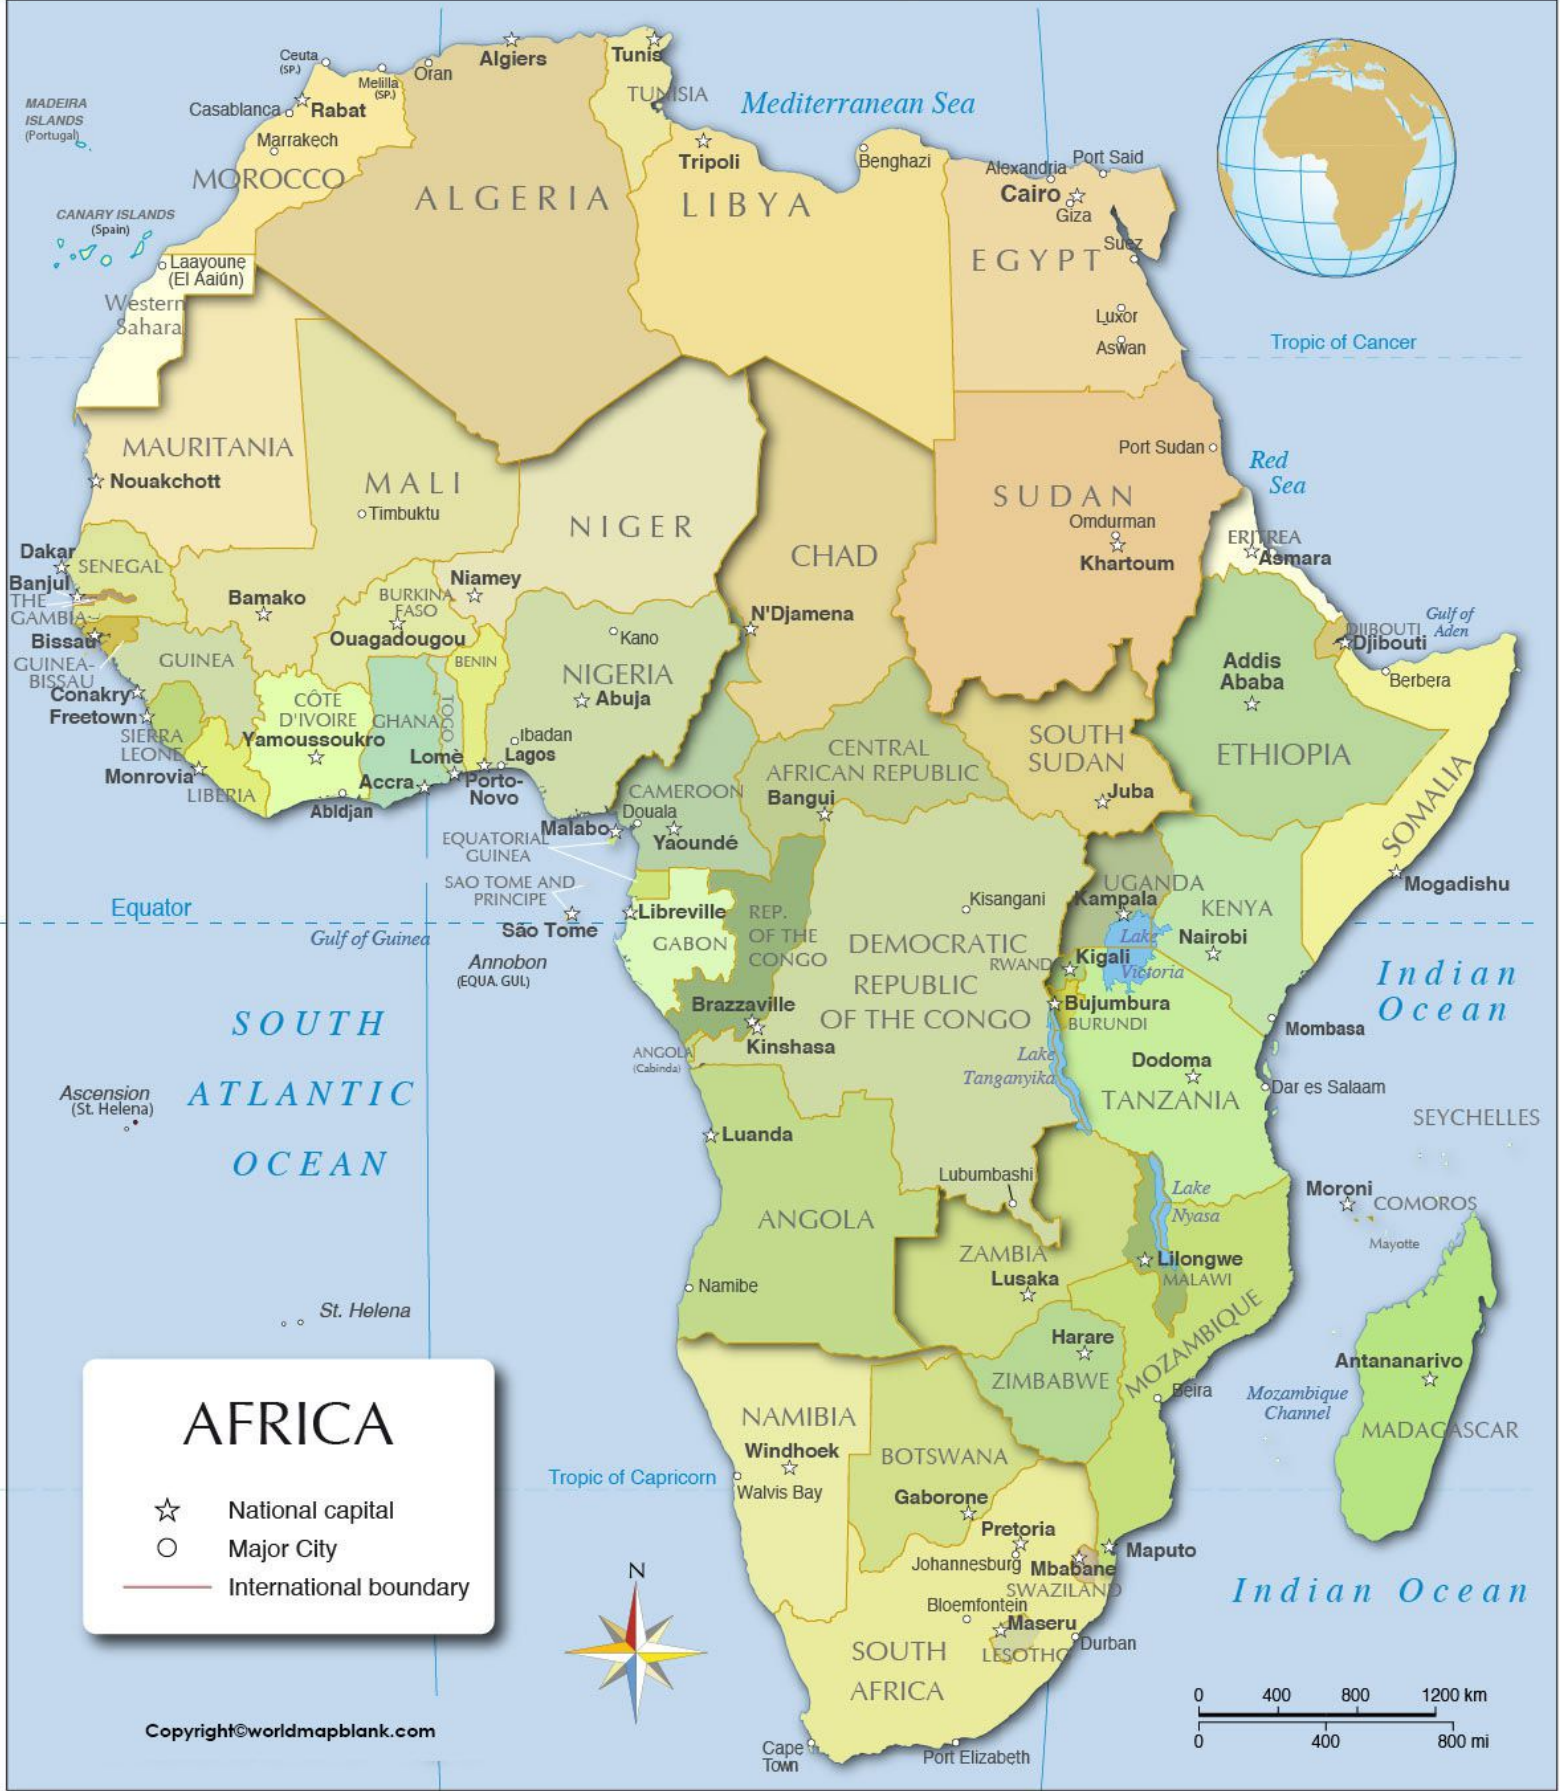 Ceuta
(SP.)
Melilla
(SP.)
Oran
Algiers
Tunis
TUNISIA
Mediterranean Sea
MADEIRA
ISLANDS
(Portugal)
Casablanca
Rabat
Marrakech
MOROCCO
ALGERIA
Tripoli
LIBYA
Benghazi
Alexandria
Port Said
Cairo
Giza
Suez
EGYPT
CANARY ISLANDS
(Spain)
Laayoune
(El Aaiún)
Western
Sahara
Luxor
Aswan
Tropic of Cancer
MAURITANIA
Nouakchott
MALI
Timbuktu
NIGER
CHAD
SUDAN
Port Sudan
Omdurman
Khartoum
Red
Sea
ERITREA
Asmara
Dakar
SENEGAL
Banjul
THE
GAMBIA
Bissau
GUINEA-
BISSAU
Bamako
BURKINA
FASO
Ouagadougou
Niamey
N'Djamena
Kano
NIGERIA
Abuja
BENIN
GUINEA
Conakry
Freetown
SIERRA
LEONE
Monrovia
LIBERIA
CÔTE
D'IVOIRE
Yamoussoukro
Abldjan
GHANA
TOGO
Accra
Lomè
Porto-
Novo
Ibadan
Lagos
Gulf of
Aden
DJIBOUTI
Djibouti
Berbera
Addis
Ababa
ETHIOPIA
SOMALIA
Mogadishu
SOUTH
SUDAN
Juba
CENTRAL
AFRICAN REPUBLIC
Bangui
CAMEROON
Douala
Yaoundé
Malabo
EQUATORIAL
GUINEA
SAO TOME AND
PRINCIPE
São Tome
Annobon
(EQUA. GUL)
Equator
Gulf of Guinea
Libreville
GABON
REP.
OF THE
CONGO
Brazzaville
Kinshasa
Kisangani
DEMOCRATIC
REPUBLIC
OF THE CONGO
UGANDA
Kampala
KENYA
Nairobi
Lake
Victoria
RWANDA
Kigali
Bujumbura
BURUNDI
Mombasa
Indian
Ocean
Lake
Tanganyika
Dodoma
TANZANIA
Dar es Salaam
SEYCHELLES
SOUTH
ATLANTIC
OCEAN
Ascension
(St. Helena)
St. Helena
ANGOLA
(Cabinda)
Luanda
ANGOLA
Namibe
Lubumbashi
ZAMBIA
Lusaka
Lake
Nyasa
Lilongwe
MALAWI
MOZAMBIQUE
Moroni
COMOROS
Mayotte
Harare
ZIMBABWE
Beira
Mozambique
Channel
Antananarivo
MADAGASCAR
NAMIBIA
Windhoek
Walvis Bay
Tropic of Capricorn
BOTSWANA
Gaborone
Pretoria
Johannesburg
Mbabane
SWAZILAND
Maputo
Bloemfontein
Maseru
LESOTHO
Durban
SOUTH
AFRICA
Cape
Town
Port Elizabeth
Indian Ocean
AFRICA
National capital
Major City
International boundary
N
0 400 800 1200 km
0 400 800 mi
Copyright©worldmapblank.com